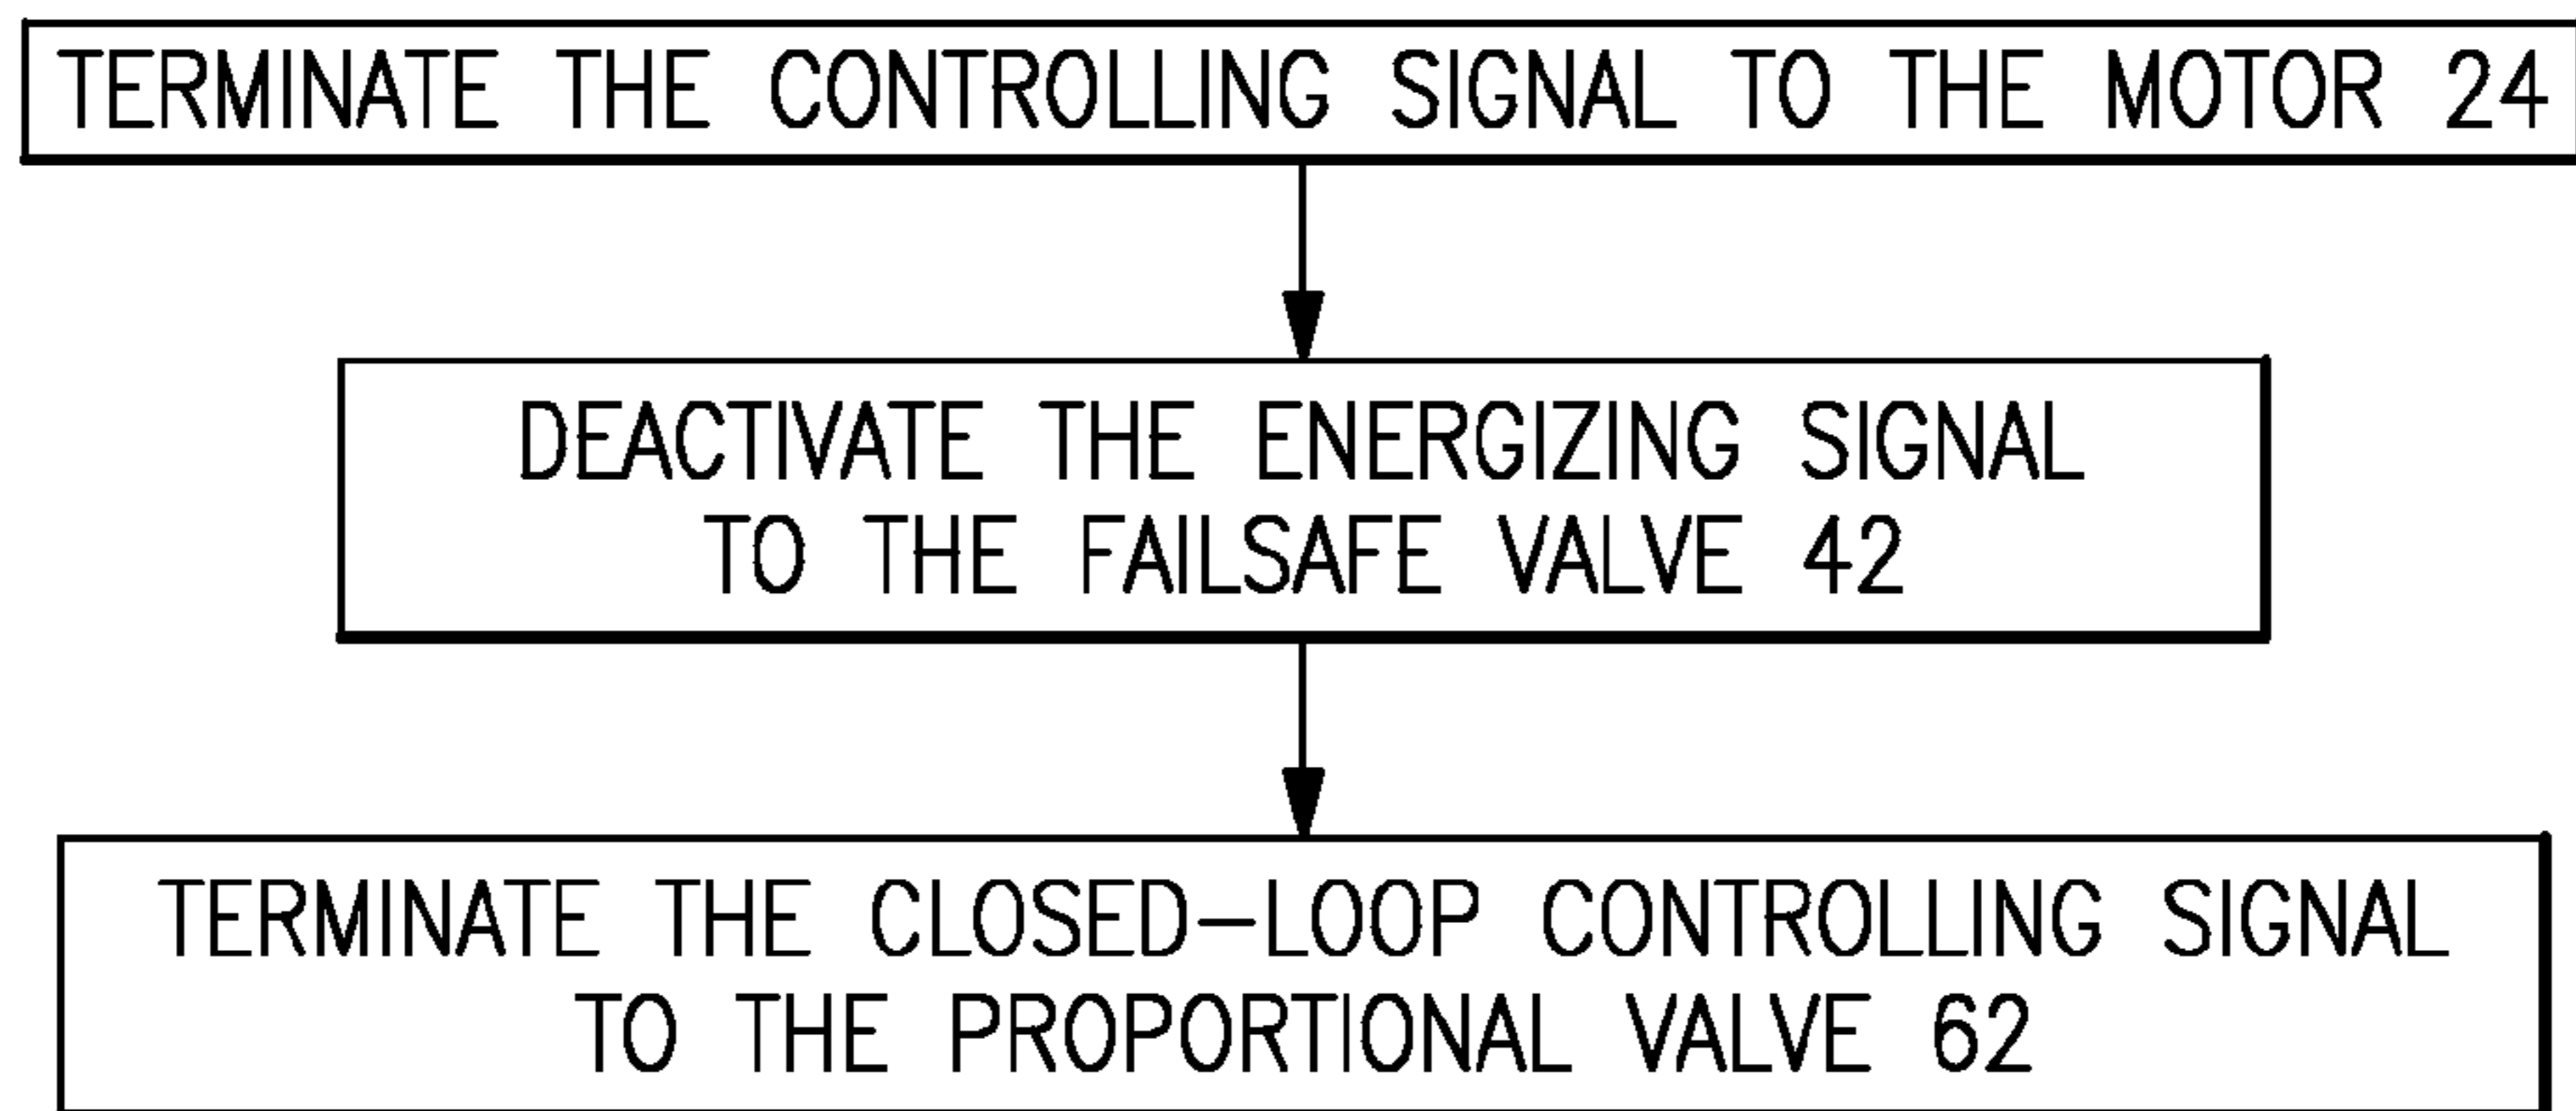 TERMINATE THE CONTROLLING SIGNAL TO THE MOTOR 24
DEACTIVATE THE ENERGIZING SIGNAL
TO THE FAILSAFE VALVE 42
TERMINATE THE CLOSED-LOOP CONTROLLING SIGNAL
TO THE PROPORTIONAL VALVE 62